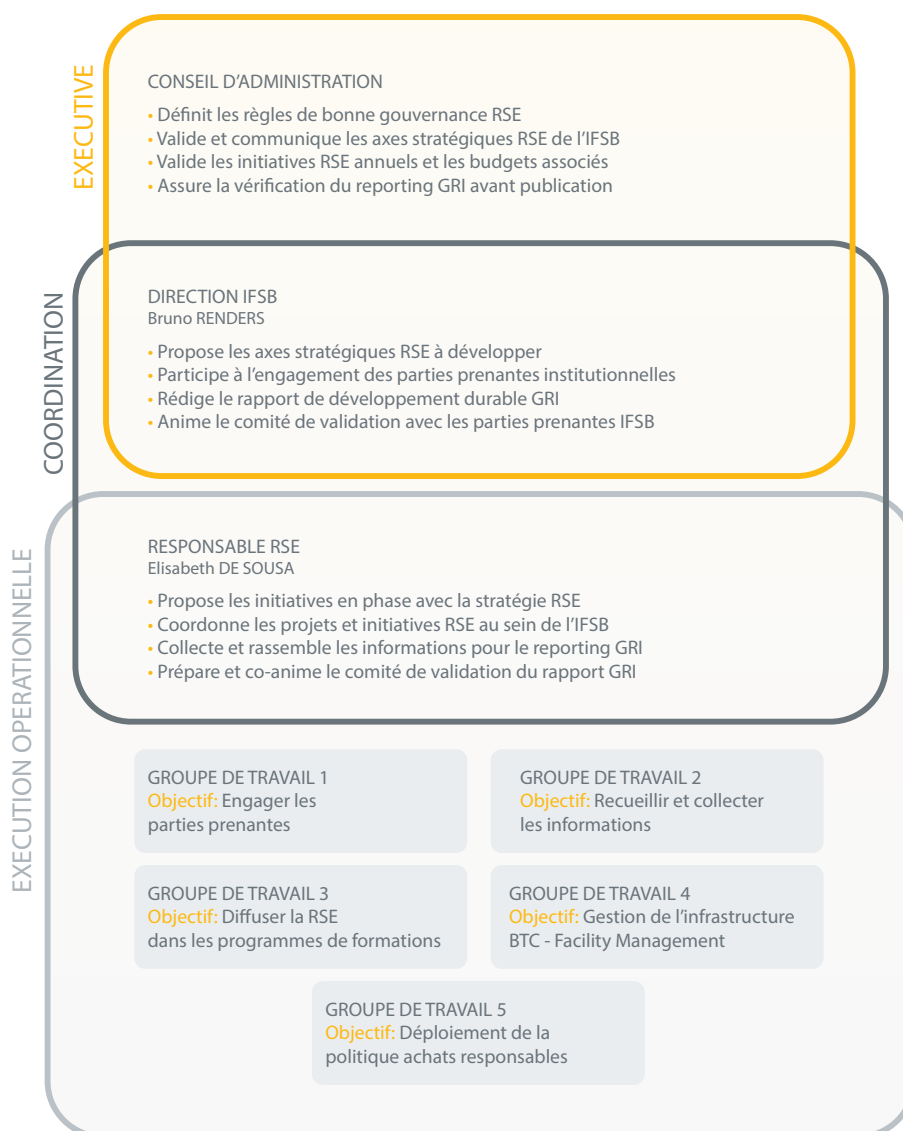 EXECUTIVE
CONSEIL D'ADMINISTRATION
• Définit les règles de bonne gouvernance RSE
• Valide et communique les axes stratégiques RSE de l'IFSB
• Valide les initiatives RSE annuels et les budgets associés
• Assure la vérification du reporting GRI avant publication
COORDINATION
DIRECTION IFSB
Bruno RENDERS
• Propose les axes stratégiques RSE à développer
• Participe à l'engagement des parties prenantes institutionnelles
• Rédige le rapport de développement durable GRI
• Anime le comité de validation avec les parties prenantes IFSB
EXECUTION OPERATIONNELLE
RESPONSABLE RSE
Elisabeth DE SOUSA
• Propose les initiatives en phase avec la stratégie RSE
• Coordonne les projets et initiatives RSE au sein de l'IFSB
• Collecte et rassemble les informations pour le reporting GRI
• Prépare et co-anime le comité de validation du rapport GRI
GROUPE DE TRAVAIL 1
Objectif: Engager les
parties prenantes
GROUPE DE TRAVAIL 2
Objectif: Recueillir et collecter
les informations
GROUPE DE TRAVAIL 3
Objectif: Diffuser la RSE
dans les programmes de formations
GROUPE DE TRAVAIL 4
Objectif: Gestion de l'infrastructure
BTC - Facility Management
GROUPE DE TRAVAIL 5
Objectif: Déploiement de la
politique achats responsables